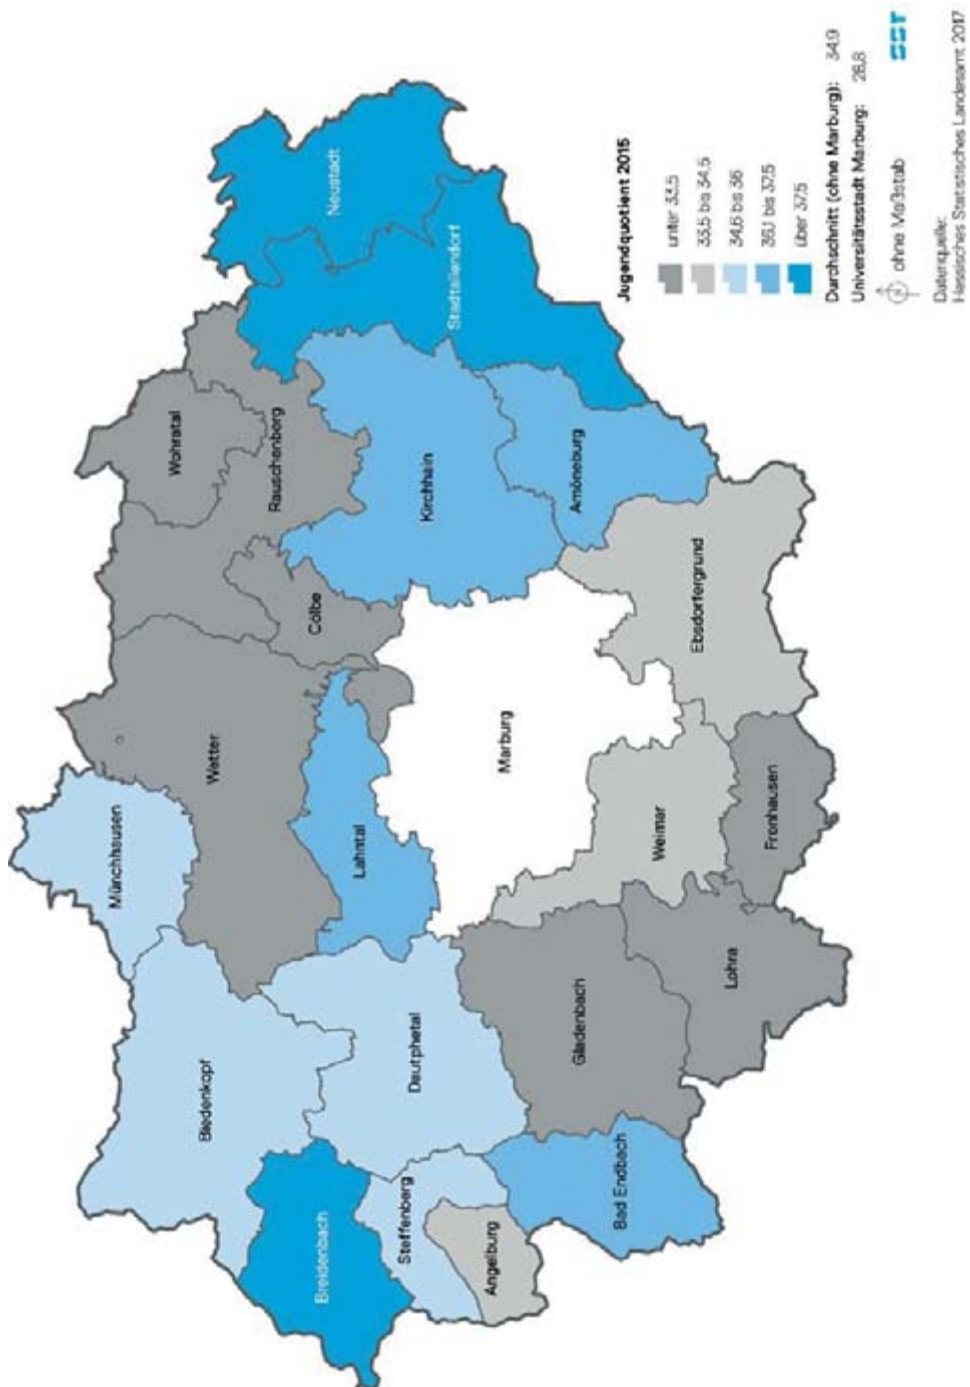 Münchhausen
Wohratal
Biedenkopf
Wetter
Rauschenberg
Neustadt
Breidenbach
Cölbe
Lahntal
Stadtallendorf
Kirchhain
Dautphetal
Steffenberg
Angelburg
Marburg
Amöneburg
Gladenbach
Bad Endbach
Weimar
Ebsdorfergrund
Lohra
Fronhausen
Jugendquotient 2015
unter 33,5
33,5 bis 34,5
34,6 bis 36
36,1 bis 37,5
über 37,5
Durchschnitt (ohne Marburg): 34,9
Universitätsstadt Marburg: 26,8
N ohne Maßstab
SST
Datenquelle:
Hessisches Statistisches Landesamt 2017